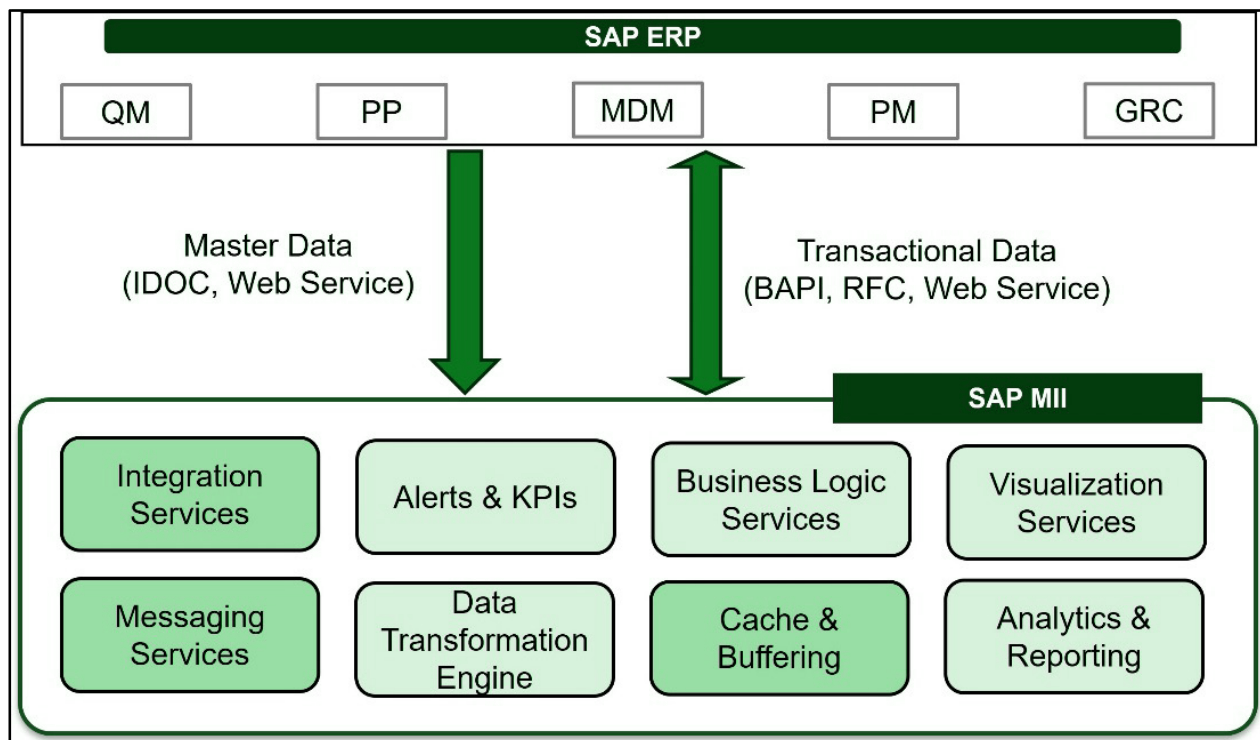 SAP ERP
QM
PP
MDM
PM
GRC
Master Data
(IDOC, Web Service)
Transactional Data
(BAPI, RFC, Web Service)
SAP MII
Integration
Services
Alerts & KPIs
Business Logic
Services
Visualization
Services
Messaging
Services
Data
Transformation
Engine
Cache &
Buffering
Analytics &
Reporting